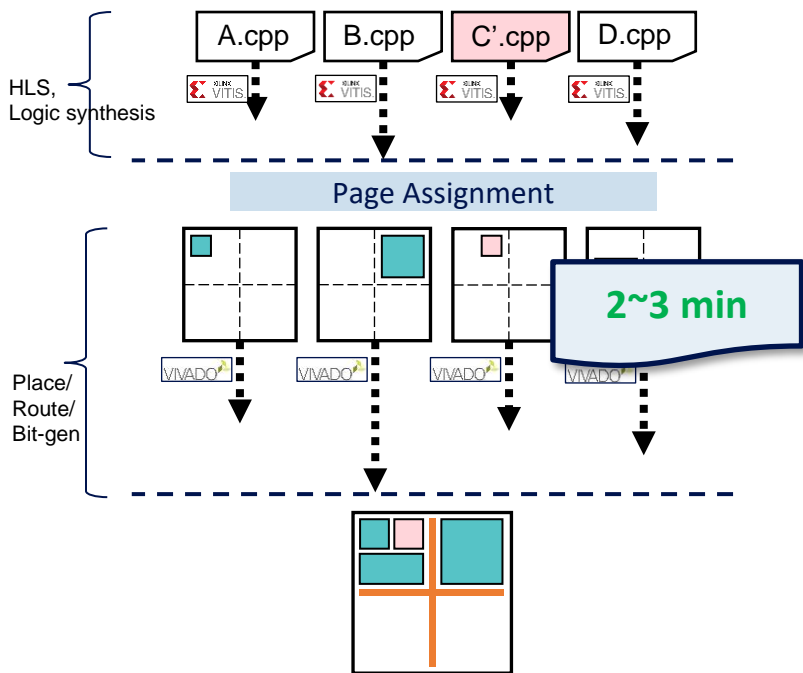 A.cpp
B.cpp
C’.cpp
D.cpp
HLS,
Logic synthesis
XILINX
VITIS.
XILINX
VITIS.
XILINX
VITIS.
XILINX
VITIS.
Page Assignment
2~3 min
VIVADO
VIVADO
VIVADO
VIVADO
Place/
Route/
Bit-gen